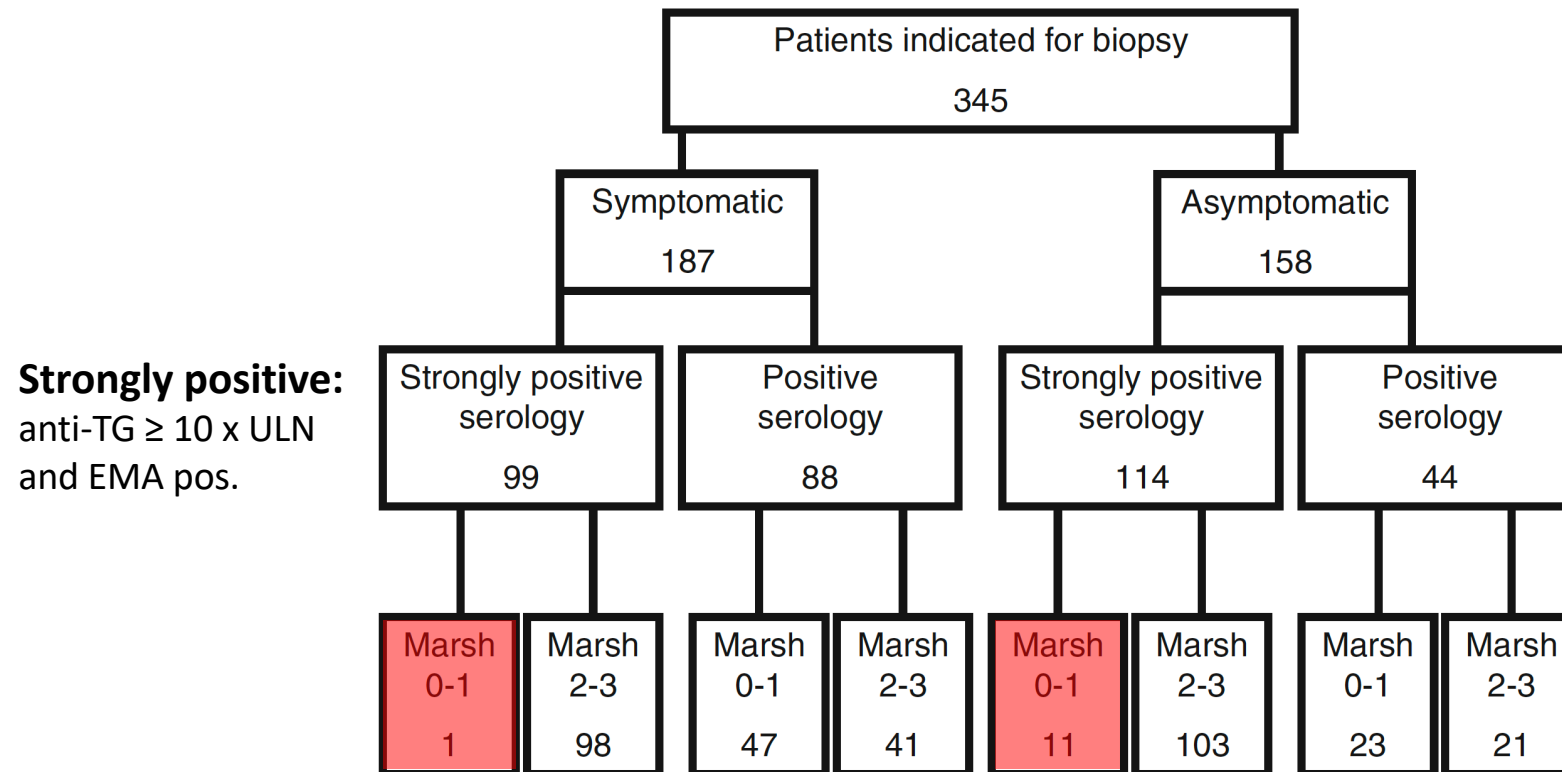 Patients indicated for biopsy
345
Symptomatic
187
Asymptomatic
158
Strongly positive:
anti-TG ≥ 10 x ULN
and EMA pos.
Strongly positive
serology
99
Positive
serology
88
Strongly positive
serology
114
Positive
serology
44
Marsh
0-1
1
Marsh
2-3
98
Marsh
0-1
47
Marsh
2-3
41
Marsh
0-1
11
Marsh
2-3
103
Marsh
0-1
23
Marsh
2-3
21